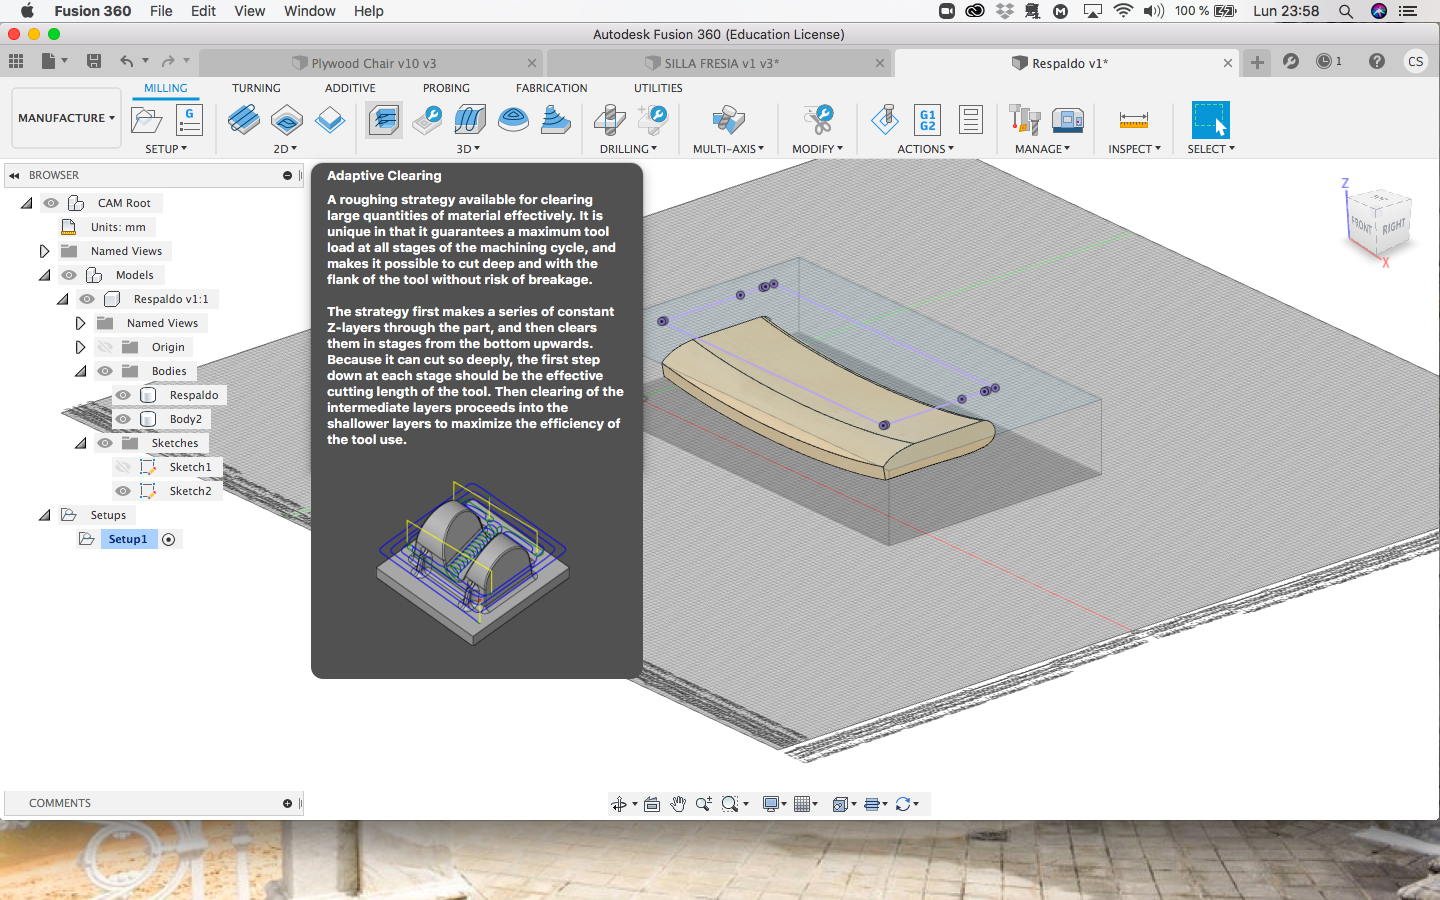 Fusion 360 File Edit View Window Help 100 % Lun 23:58
Autodesk Fusion 360 (Education License)
Plywood Chair v10 v3 SILLA FRESIA v1 v3* Respaldo v1* 1 CS
MILLING TURNING ADDITIVE PROBING FABRICATION UTILITIES
MANUFACTURE
G
G1
G2
SETUP 2D 3D DRILLING MULTI-AXIS MODIFY ACTIONS MANAGE INSPECT SELECT
BROWSER
CAM Root
Units: mm
Named Views
Models
Respaldo v1:1
Named Views
Origin
Bodies
Respaldo
Body2
Sketches
Sketch1
Sketch2
Setups
Setup1
Adaptive Clearing
A roughing strategy available for clearing
large quantities of material effectively. It is
unique in that it guarantees a maximum tool
load at all stages of the machining cycle, and
makes it possible to cut deep and with the
flank of the tool without risk of breakage.
The strategy first makes a series of constant
Z-layers through the part, and then clears
them in stages from the bottom upwards.
Because it can cut so deeply, the first step
down at each stage should be the effective
cutting length of the tool. Then clearing of the
intermediate layers proceeds into the
shallower layers to maximize the efficiency of
the tool use.
Z
FRONT RIGHT
X
COMMENTS